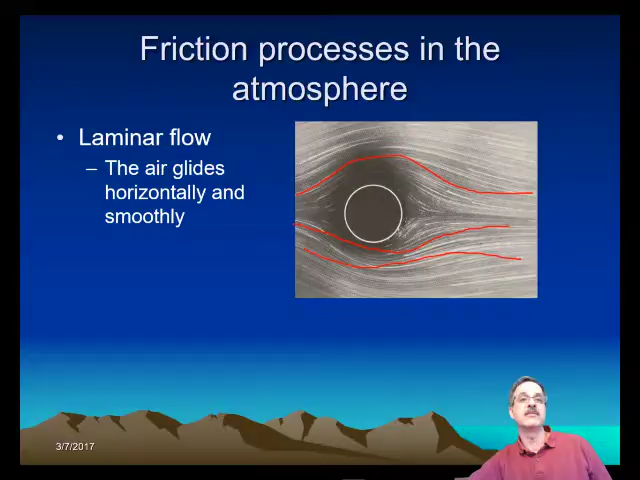 Friction processes in the
atmosphere
• Laminar flow
– The air glides
horizontally and
smoothly
3/7/2017